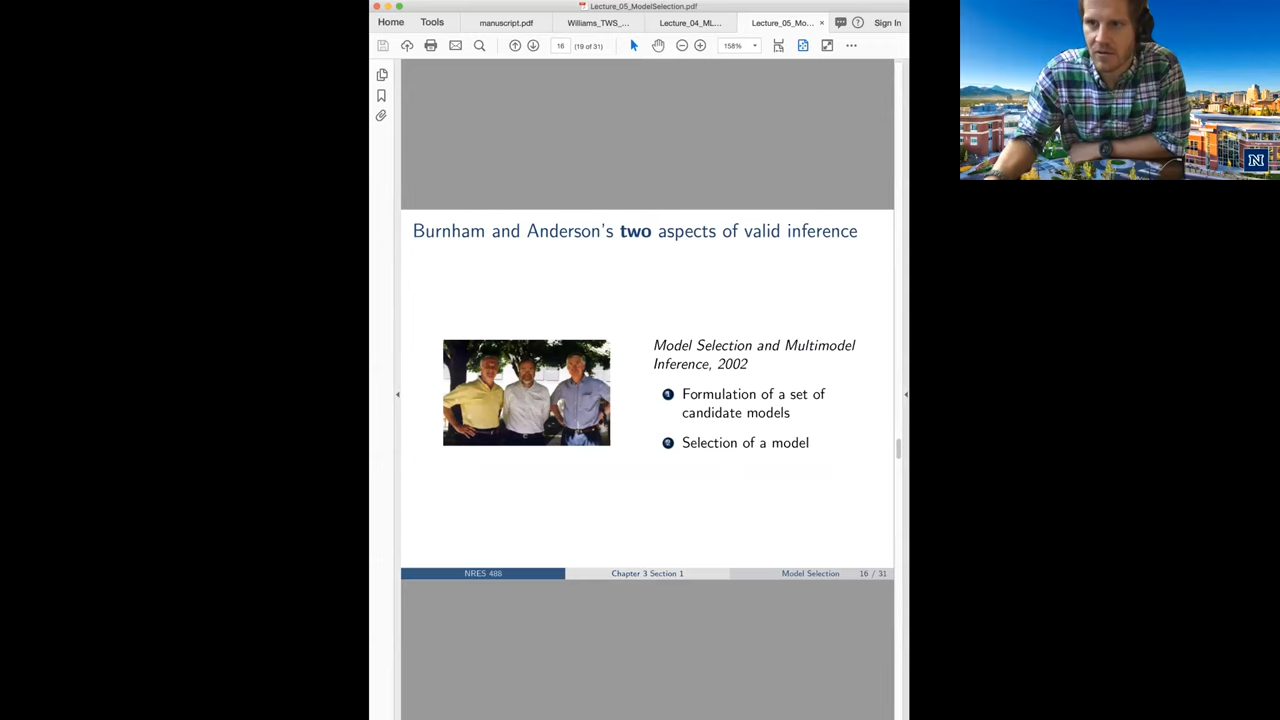 Lecture_05_ModelSelection.pdf
Home Tools manuscript.pdf Williams_TWS_... Lecture_04_ML... Lecture_05_Mo... × Sign In
16 (19 of 31) 158%
Burnham and Anderson's two aspects of valid inference
Model Selection and Multimodel
Inference, 2002
1 Formulation of a set of
candidate models
2 Selection of a model
NRES 488 Chapter 3 Section 1 Model Selection 16 / 31
N